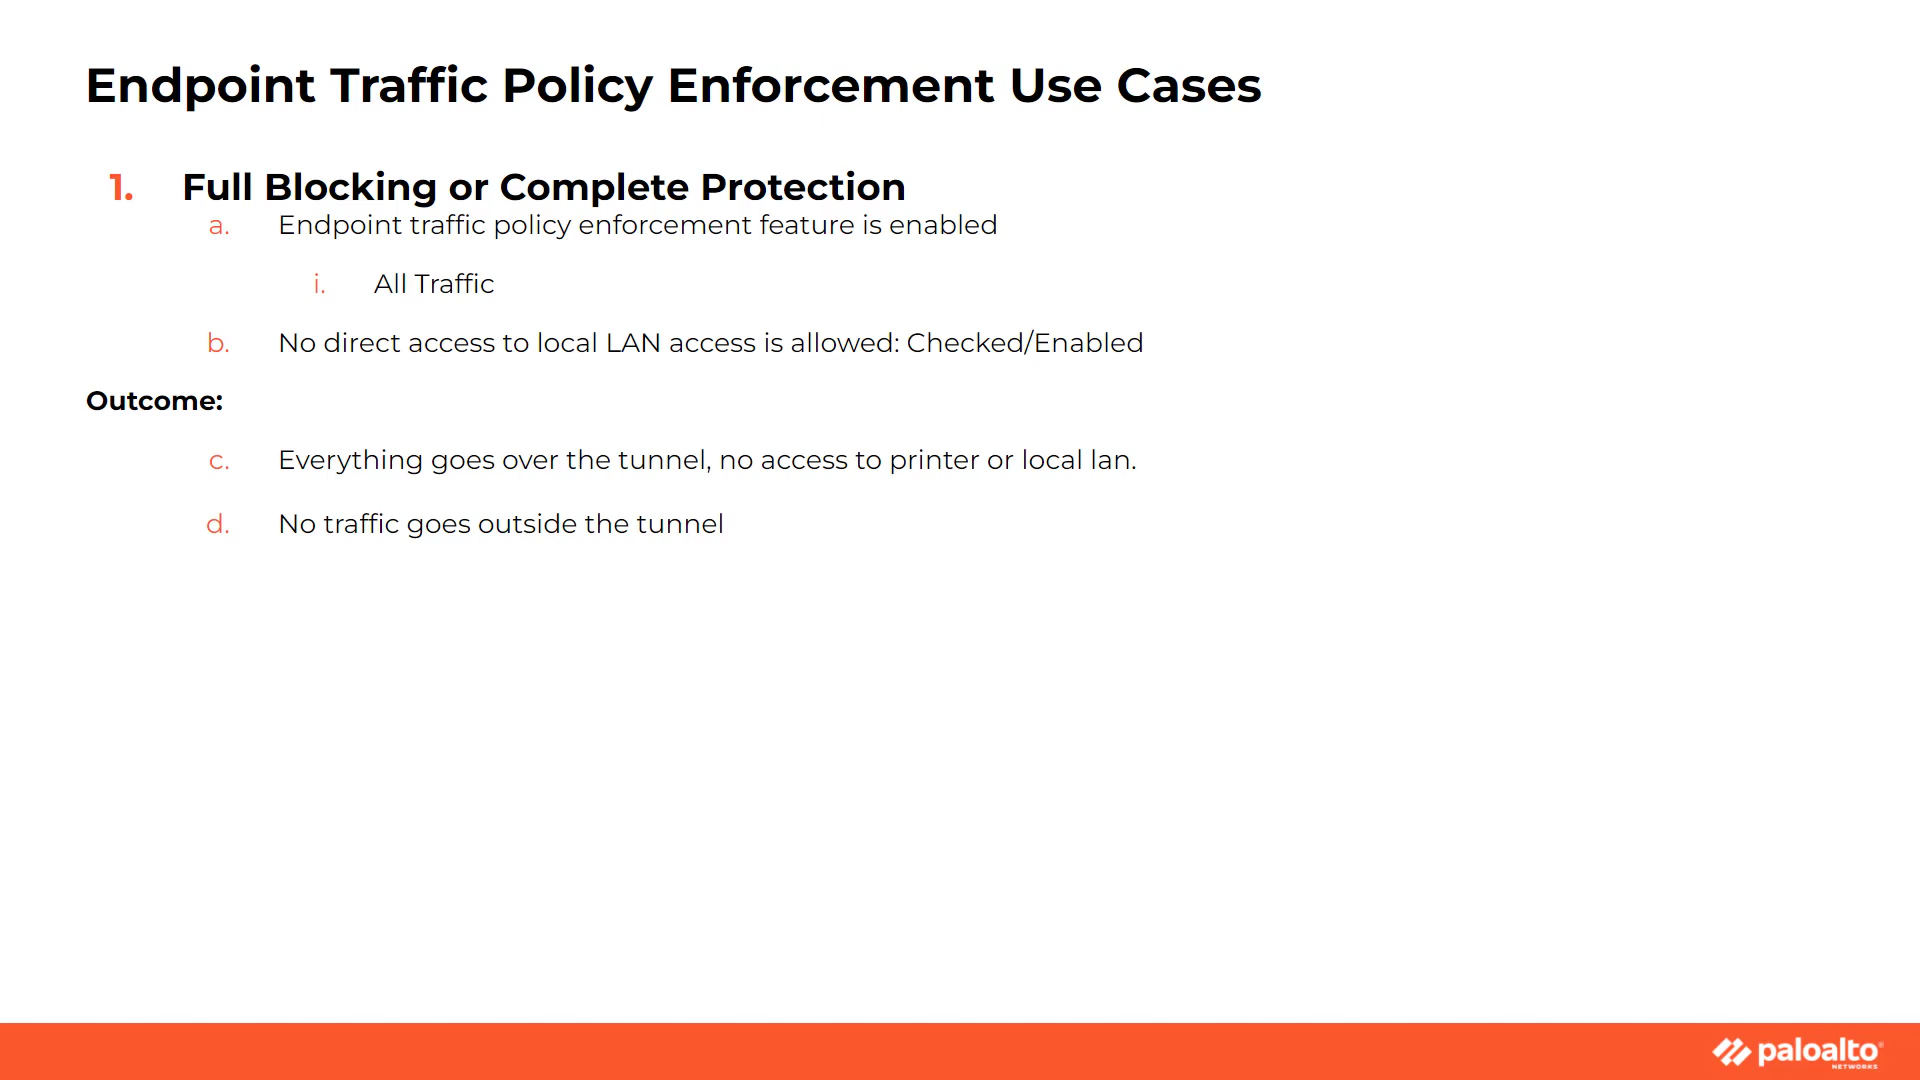 Endpoint Traffic Policy Enforcement Use Cases
1. Full Blocking or Complete Protection
a. Endpoint traffic policy enforcement feature is enabled
i. All Traffic
b. No direct access to local LAN access is allowed: Checked/Enabled
Outcome:
c. Everything goes over the tunnel, no access to printer or local lan.
d. No traffic goes outside the tunnel
paloalto®
NETWORKS